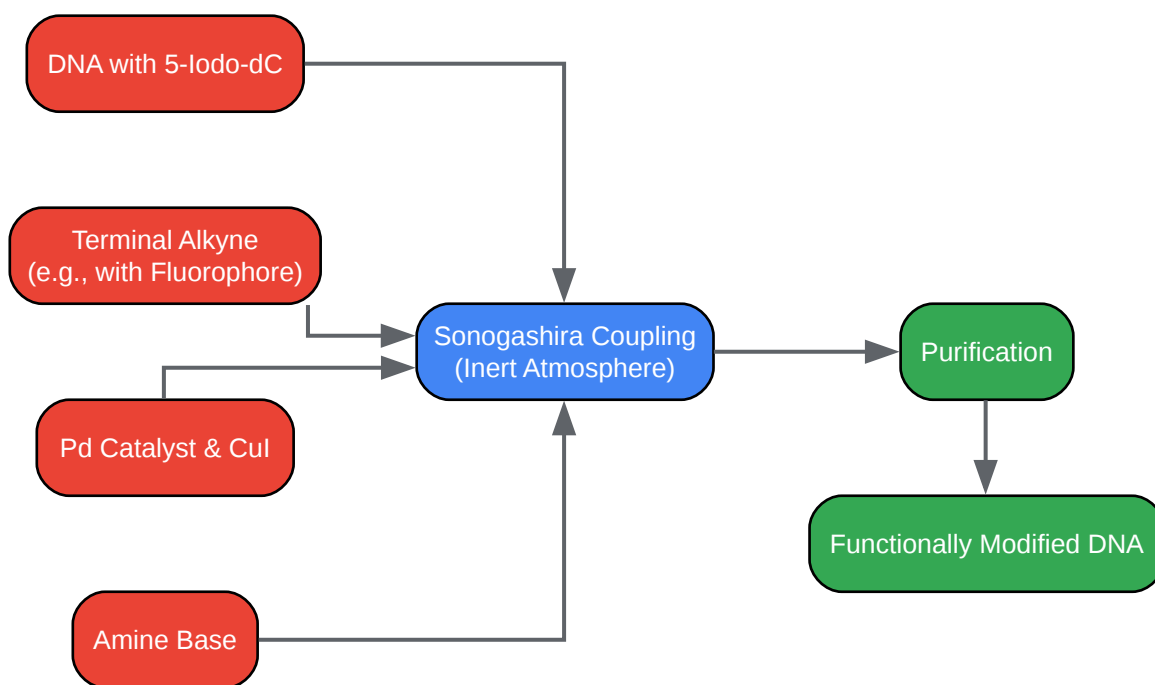 DNA with 5-Iodo-dC
Terminal Alkyne
(e.g., with Fluorophore)
Sonogashira Coupling
(Inert Atmosphere)
Purification
Pd Catalyst & CuI
Functionally Modified DNA
Amine Base